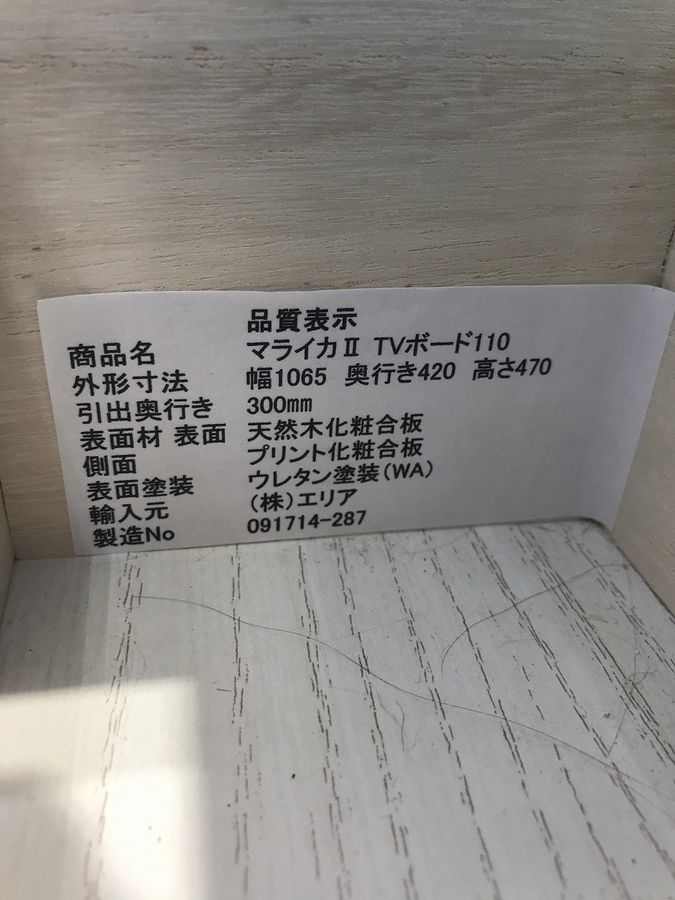 品質表示
商品名 マライカⅡ TVボード110
外形寸法 幅1065 奥行き420 高さ470
引出奥行き 300㎜
表面材 表面 天然木化粧合板
側面 プリント化粧合板
表面塗装 ウレタン塗装(WA)
輸入元 (株)エリア
製造No 091714-287